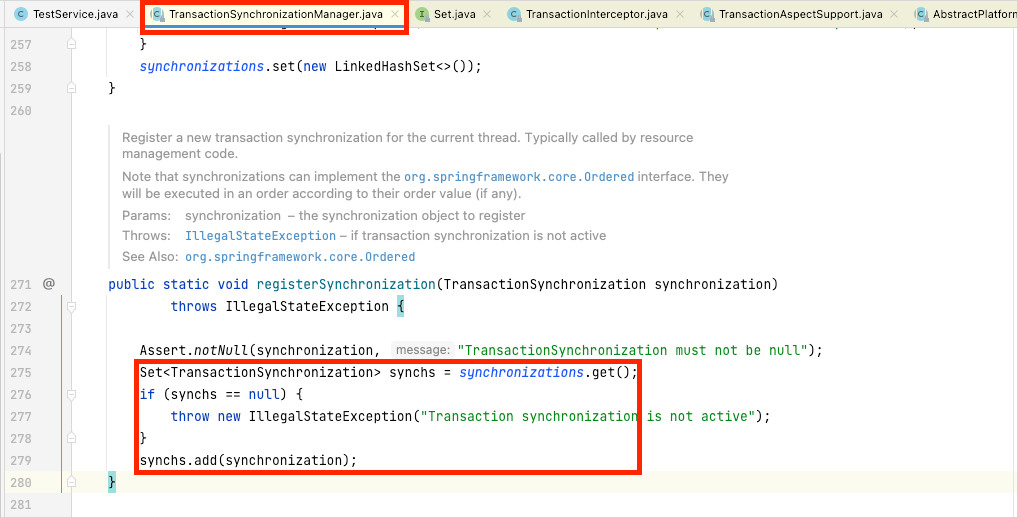 TestService.java TransactionSynchronizationManager.java Set.java TransactionInterceptor.java TransactionAspectSupport.java AbstractPlatforn
257 }
258 synchronizations.set(new LinkedHashSet<>());
259 }
260
Register a new transaction synchronization for the current thread. Typically called by resource
management code.
Note that synchronizations can implement the org.springframework.core.Ordered interface. They
will be executed in an order according to their order value (if any).
Params: synchronization – the synchronization object to register
Throws: IllegalStateException – if transaction synchronization is not active
See Also: org.springframework.core.Ordered
271 @ public static void registerSynchronization(TransactionSynchronization synchronization)
272 throws IllegalStateException {
273
274 Assert.notNull(synchronization, message: "TransactionSynchronization must not be null");
275 Set<TransactionSynchronization> synchs = synchronizations.get();
276 if (synchs == null) {
277 throw new IllegalStateException("Transaction synchronization is not active");
278 }
279 synchs.add(synchronization);
280 }
281